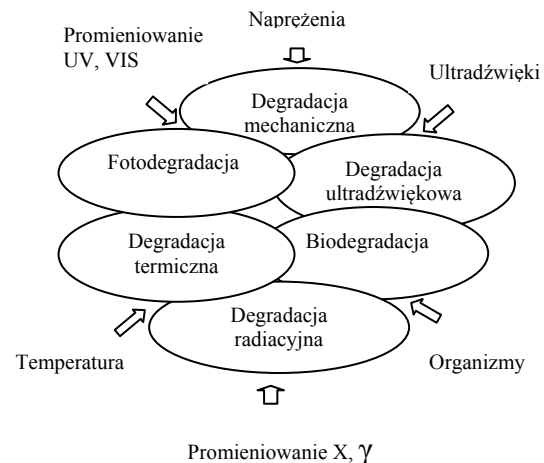 Naprężenia
Promieniowanie
UV, VIS
Ultradźwięki
Degradacja
mechaniczna
Fotodegradacja
Degradacja
ultradźwiękowa
Degradacja
termiczna
Biodegradacja
Degradacja
radiacyjna
Temperatura
Organizmy
Promieniowanie X, γ